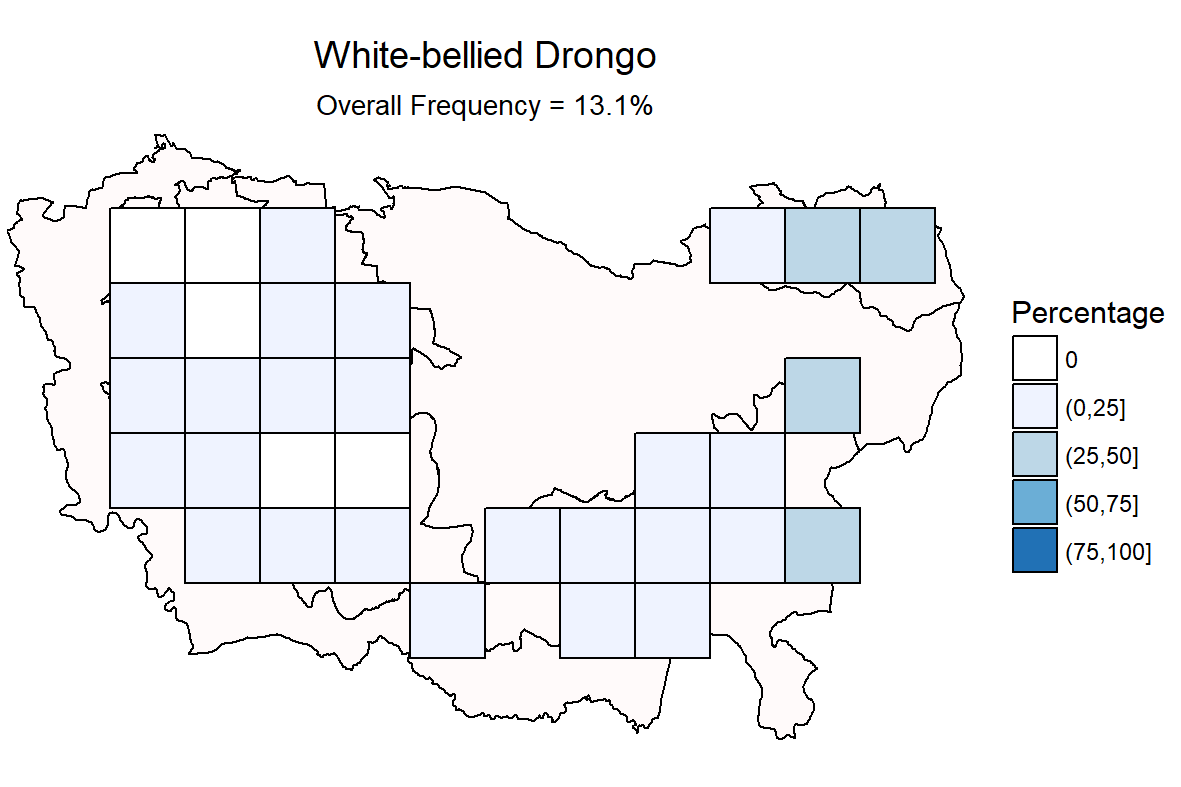 White-bellied Drongo
Overall Frequency = 13.1%
Percentage
0
(0,25]
(25,50]
(50,75]
(75,100]